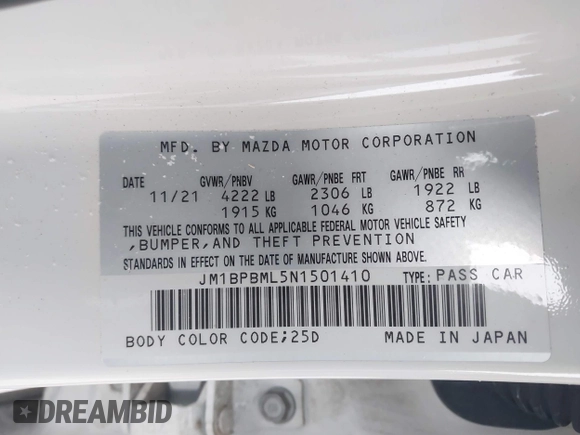 MFD. BY MAZDA MOTOR CORPORATION
DATE GVWR/PNBV GAWR/PNBE FRT GAWR/PNBE RR
11/21 4222 LB 2306 LB 1922 LB
1915 KG 1046 KG 872 KG
THIS VEHICLE CONFORMS TO ALL APPLICABLE FEDERAL MOTOR VEHICLE SAFETY
,BUMPER,AND THEFT PREVENTION
STANDARDS IN EFFECT ON THE DATE OF MANUFACTURE SHOWN ABOVE.
JM1BPBML5N1501410 TYPE: PASS CAR
BODY COLOR CODE;25D MADE IN JAPAN
DREAMBID